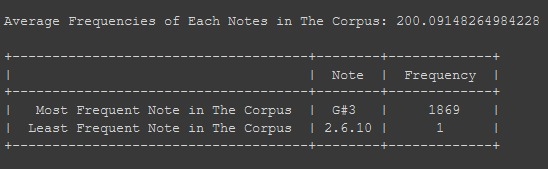 Average Frequencies of Each Notes in The Corpus: 200.09148264984228
+-------------------------------------+--------+-------------+
| | Note | Frequency |
+-------------------------------------+--------+-------------+
| Most Frequent Note in The Corpus | G#3 | 1869 |
| Least Frequent Note in The Corpus | 2.6.10 | 1 |
+-------------------------------------+--------+-------------+